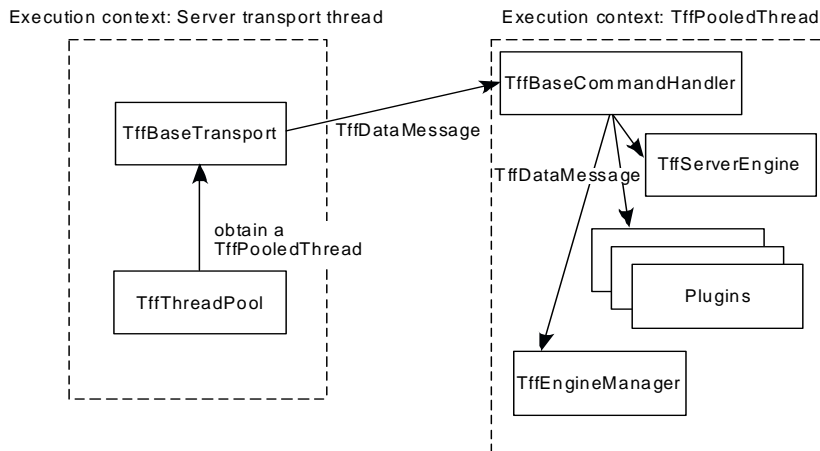 Execution context: Server transport thread
Execution context: TffPooledThread
TffBaseCommandHandler
TffBaseTransport
TffDataMessage
TffServerEngine
TffDataMessage
obtain a
TffPooledThread
TffThreadPool
Plugins
TffEngineManager